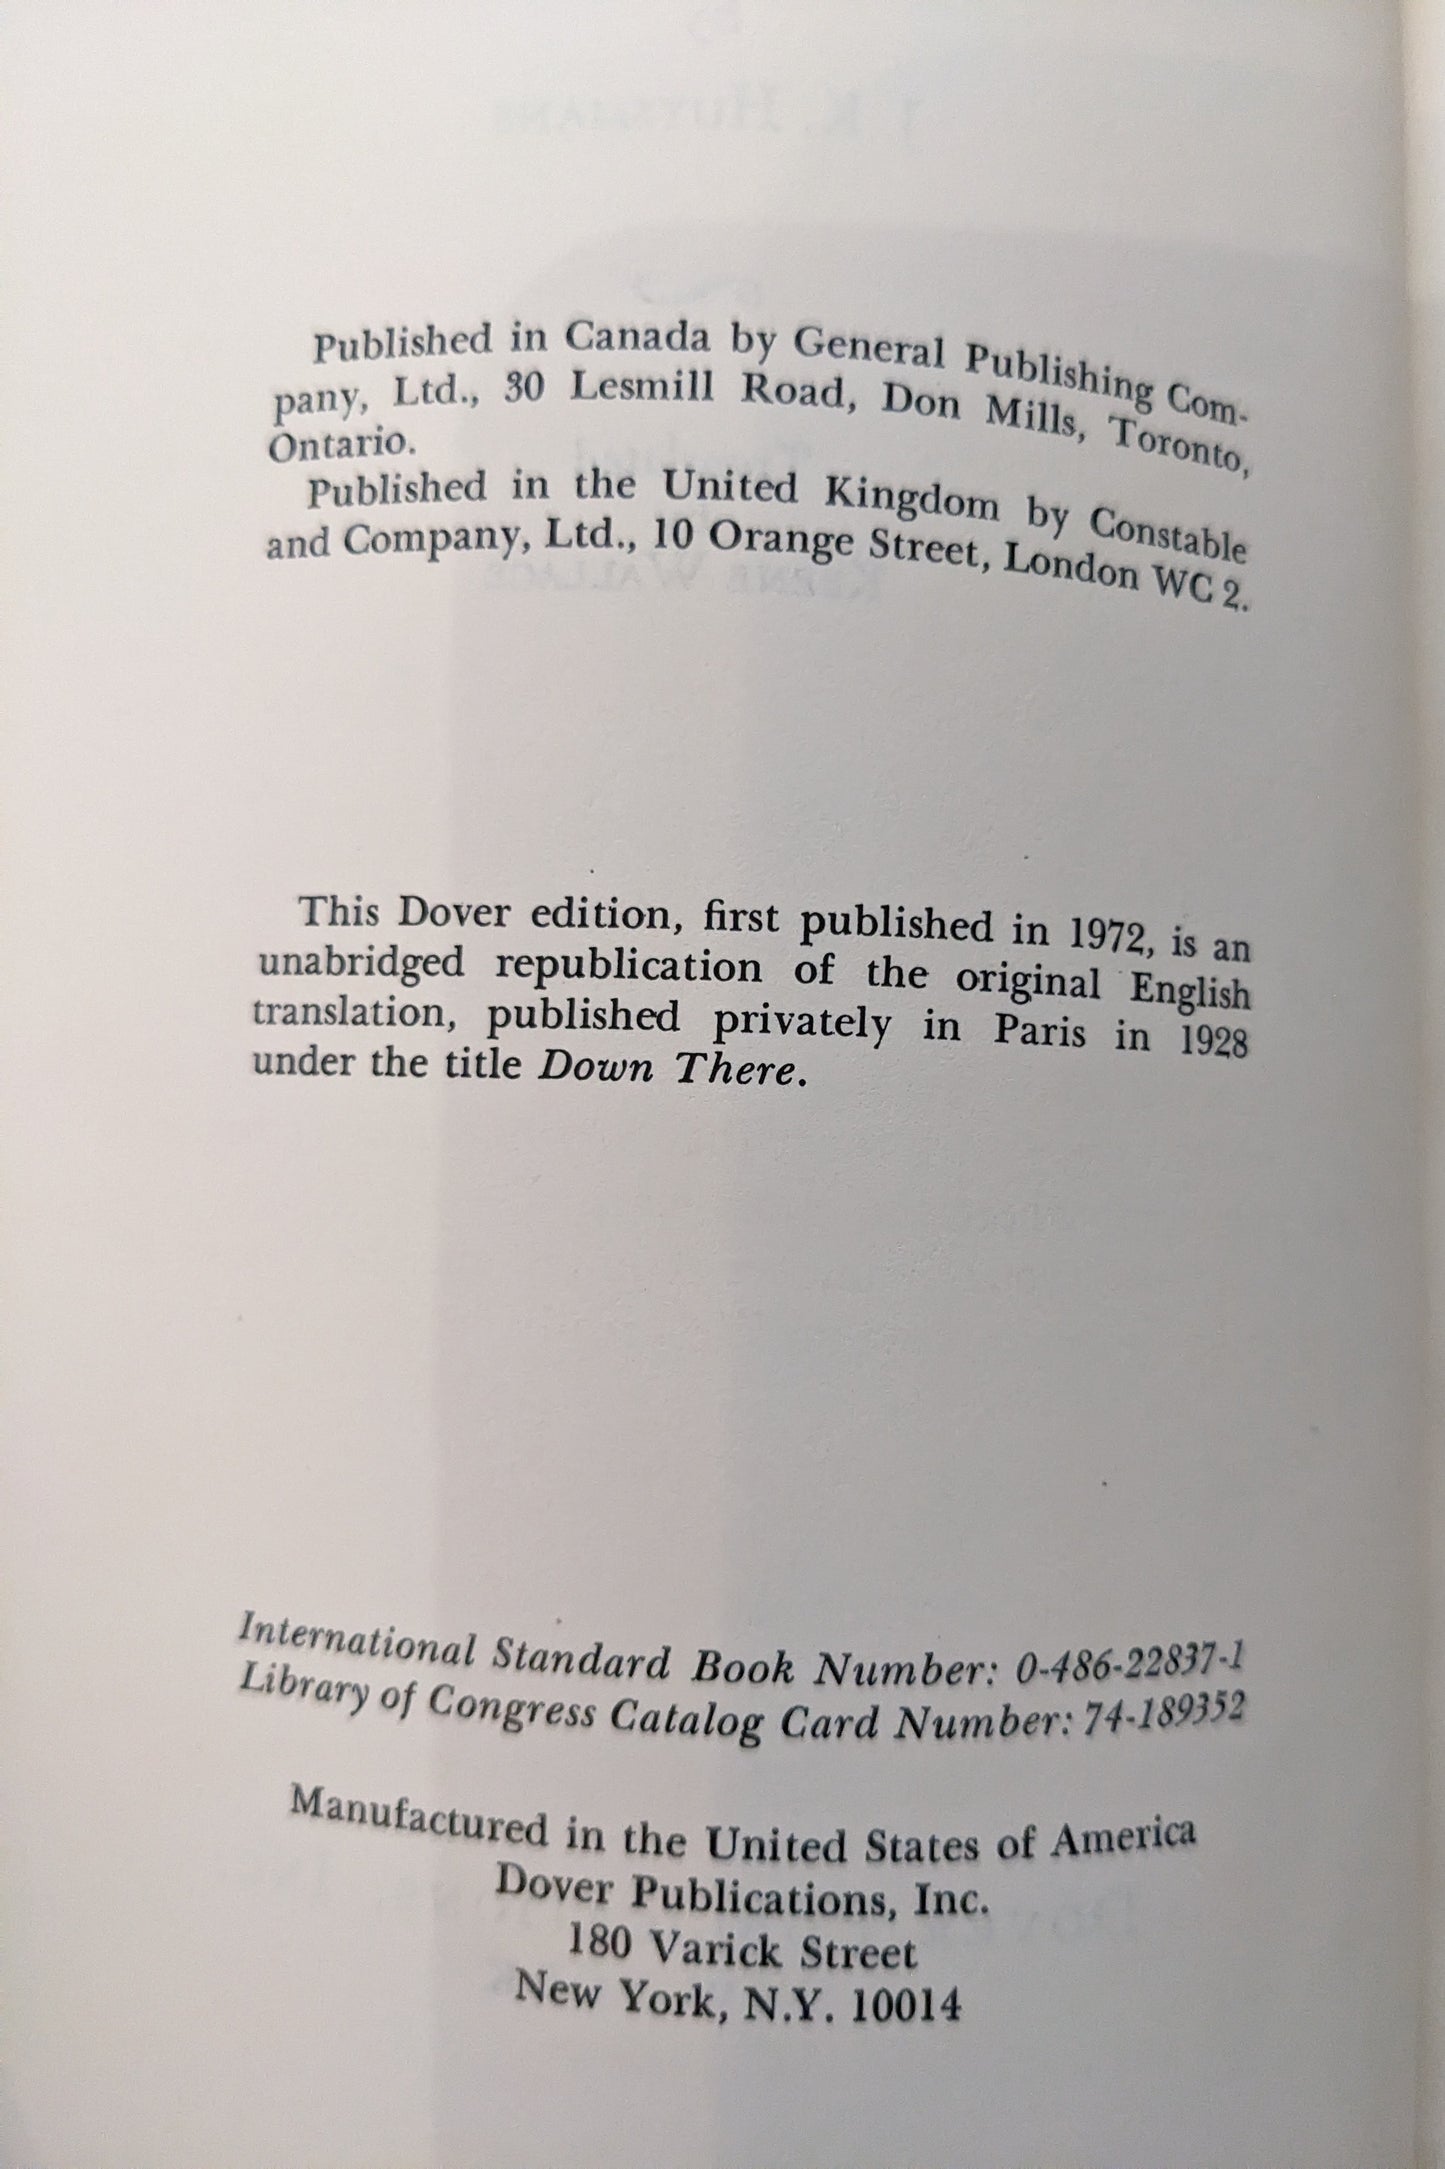 Published in Canada by General Publishing Com-
pany, Ltd., 30 Lesmill Road, Don Mills, Toronto,
Ontario.
Published in the United Kingdom by Constable
and Company, Ltd., 10 Orange Street, London WC 2.
This Dover edition, first published in 1972, is an
unabridged republication of the original English
translation, published privately in Paris in 1928
under the title Down There.
International Standard Book Number: 0-486-22837-1
Library of Congress Catalog Card Number: 74-189352
Manufactured in the United States of America
Dover Publications, Inc.
180 Varick Street
New York, N.Y. 10014